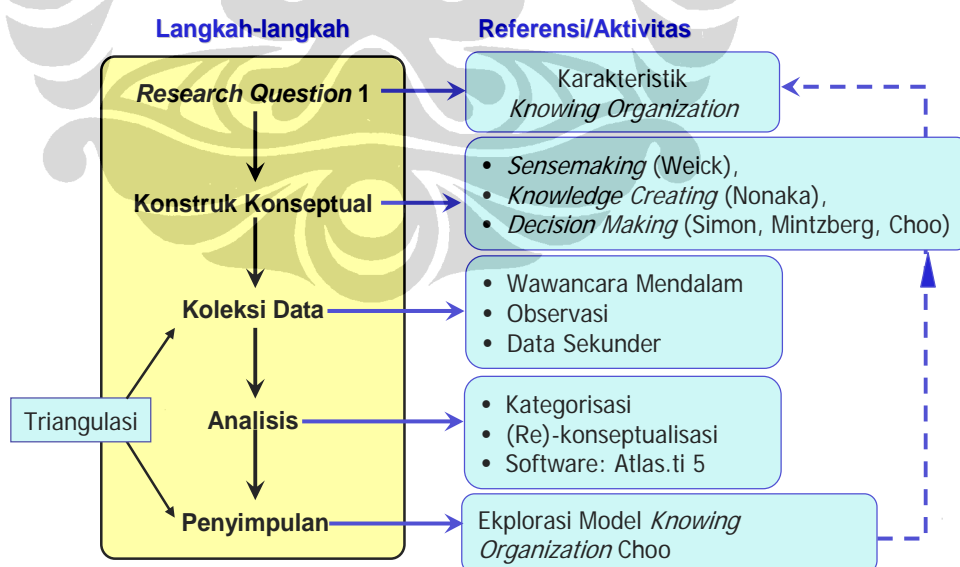 Langkah-langkah
Referensi/Aktivitas
Research Question 1
Karakteristik
Knowing Organization
Konstruk Konseptual
• Sensemaking (Weick),
• Knowledge Creating (Nonaka),
• Decision Making (Simon, Mintzberg, Choo)
Koleksi Data
• Wawancara Mendalam
• Observasi
• Data Sekunder
Triangulasi
Analisis
• Kategorisasi
• (Re)-konseptualisasi
• Software: Atlas.ti 5
Penyimpulan
Ekplorasi Model Knowing
Organization Choo